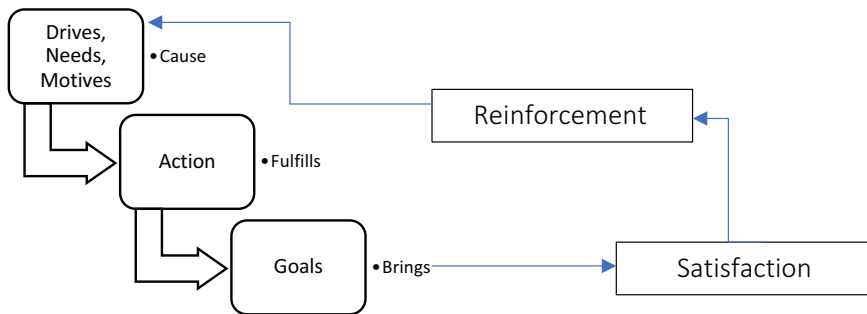 Drives,
Needs,
Motives
• Cause
Reinforcement
Action
• Fulfills
Goals
• Brings
Satisfaction